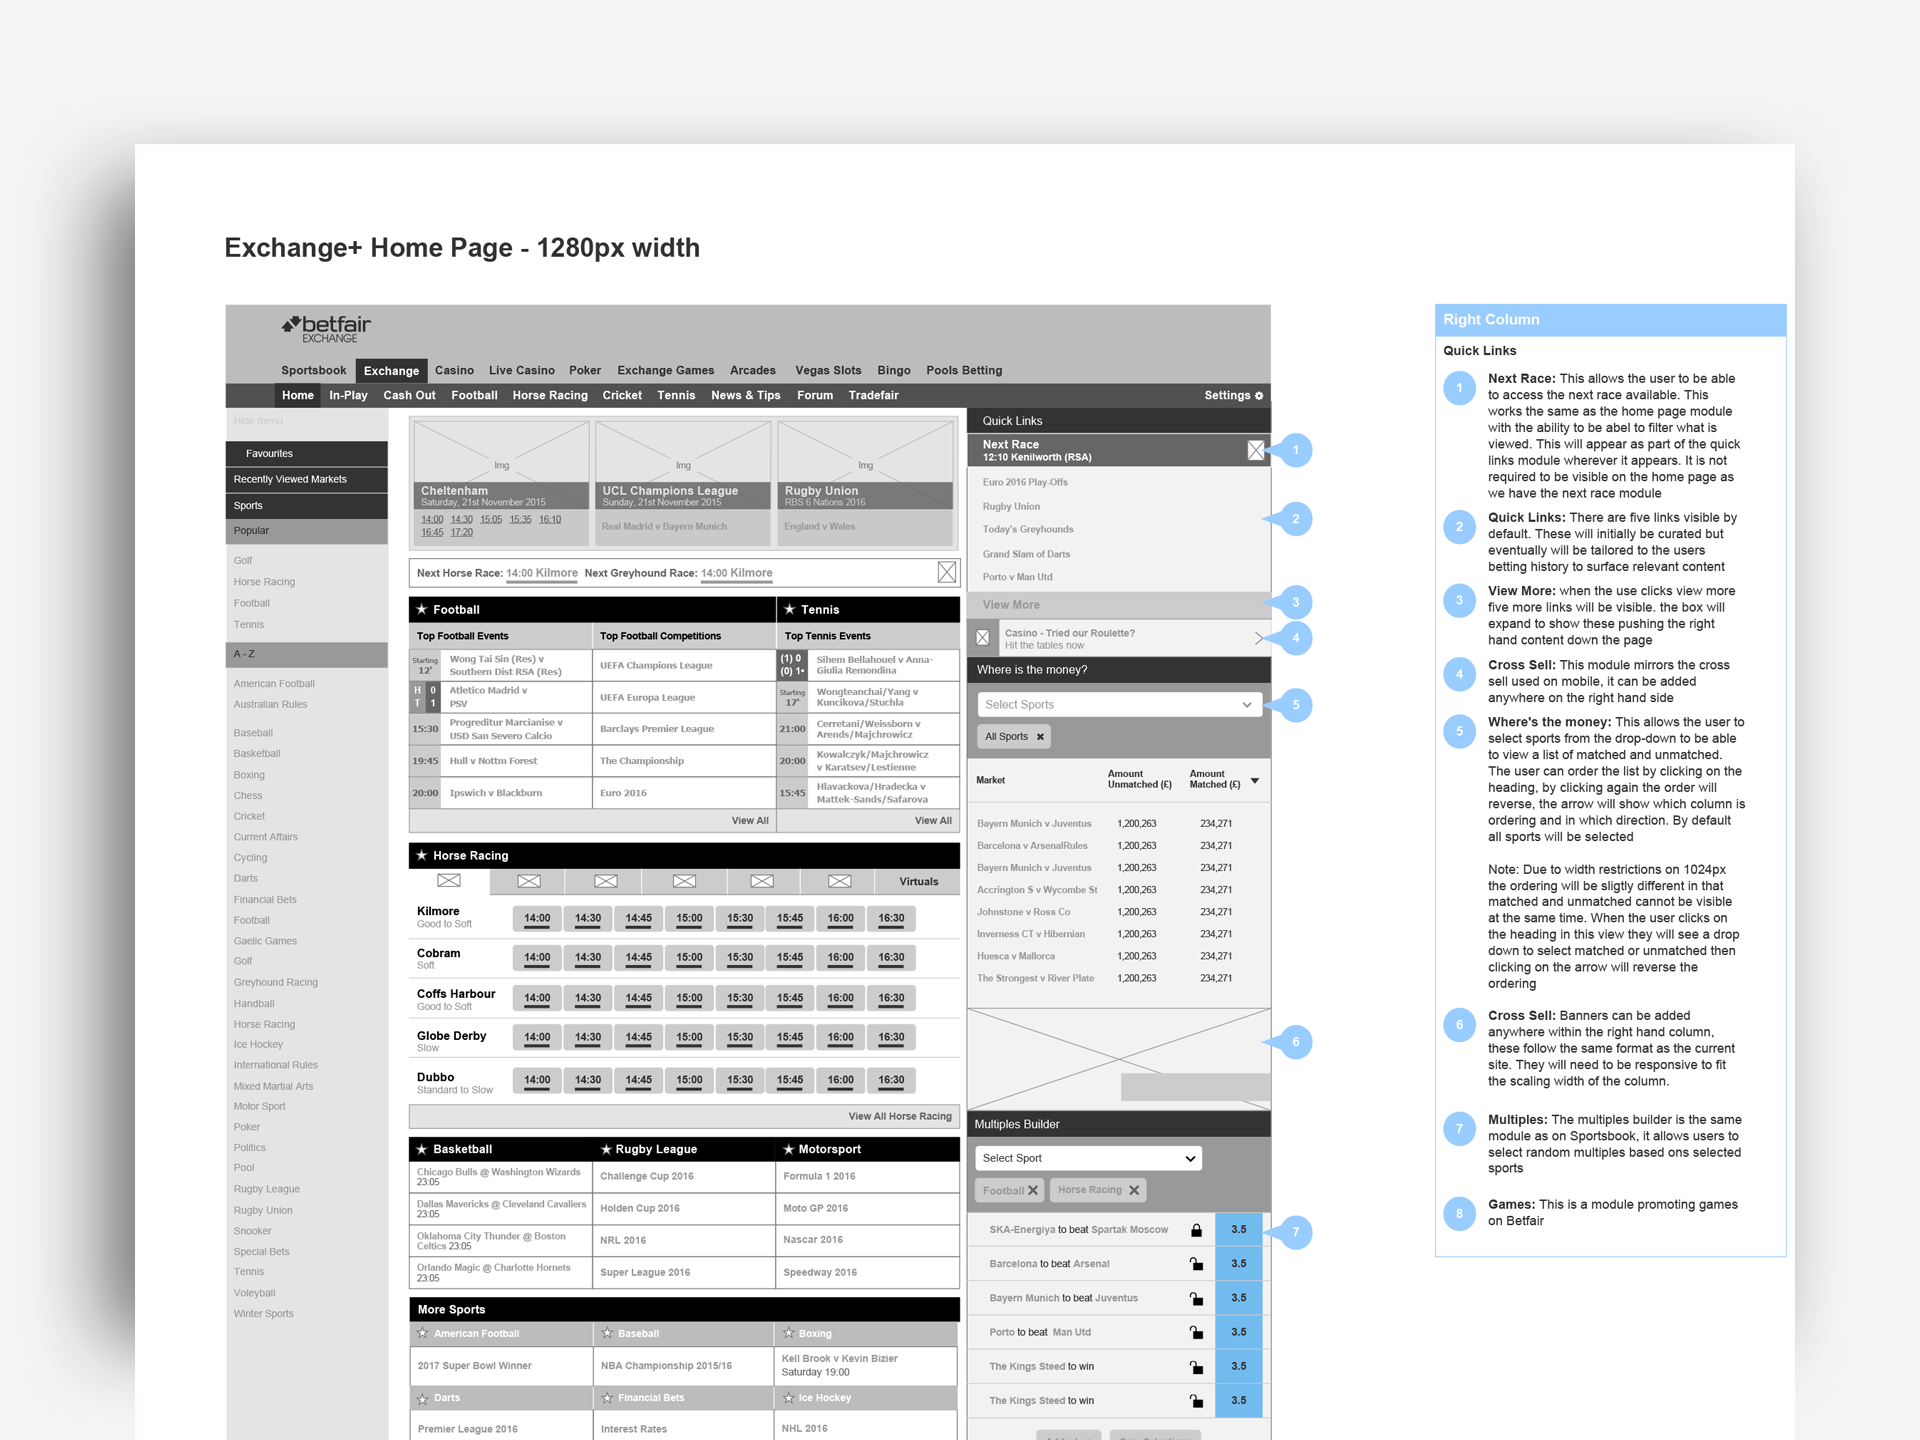 Exchange+ Home Page - 1280px width
betfair
EXCHANGE
Sportsbook Exchange Casino Live Casino Poker Exchange Games Arcades Vegas Slots Bingo Pools Betting
Home In-Play Cash Out Football Horse Racing Cricket Tennis News & Tips Forum Tradefair Settings
Hide menu
Favourites
Recently Viewed Markets
Sports
Popular
Golf
Horse Racing
Football
Tennis
A - Z
American Football
Australian Rules
Baseball
Basketball
Boxing
Chess
Cricket
Current Affairs
Cycling
Darts
Financial Bets
Football
Gaelic Games
Golf
Greyhound Racing
Handball
Horse Racing
Ice Hockey
International Rules
Mixed Martial Arts
Motor Sport
Poker
Politics
Pool
Rugby League
Rugby Union
Snooker
Special Bets
Tennis
Voleyball
Winter Sports
Img
Cheltenham
Saturday, 21st November 2015
14:00 14:30 15:05 15:35 16:10
16:45 17:20
Img
UCL Champions League
Sunday, 21st November 2015
Real Madrid v Bayern Munich
Img
Rugby Union
RBS 6 Nations 2016
England v Wales
Next Horse Race: 14:00 Kilmore Next Greyhound Race: 14:00 Kilmore
Football
Top Football Events
Starting
12'
Wong Tai Sin (Res) v
Southern Dist RSA (Res)
H 0
T 1
Atletico Madrid v
PSV
15:30
Progreditur Marcianise v
USD San Severo Calcio
19:45 Hull v Nottm Forest
20:00 Ipswich v Blackburn
Top Football Competitions
UEFA Champions League
UEFA Europa League
Barclays Premier League
The Championship
Euro 2016
View All
Tennis
Top Tennis Events
(1) 0
(0) 1•
Sihem Bellahouel v Anna-
Giulia Remondina
Starting
17'
Wongteanchai/Yang v
Kuncikova/Stuchla
21:00
Cerretani/Weissborn v
Arends/Majchrowicz
20:00
Kowalczyk/Majchrowicz
v Karatsev/Lestienne
15:45
Hlavackova/Hradecka v
Mattek-Sands/Safarova
View All
Horse Racing
Virtuals
Kilmore
Good to Soft
14:00 14:30 14:45 15:00 15:30 15:45 16:00 16:30
Cobram
Soft
14:00 14:30 14:45 15:00 15:30 15:45 16:00 16:30
Coffs Harbour
Good to Soft
14:00 14:30 14:45 15:00 15:30 15:45 16:00 16:30
Globe Derby
Slow
14:00 14:30 14:45 15:00 15:30 15:45 16:00 16:30
Dubbo
Standard to Slow
14:00 14:30 14:45 15:00 15:30 15:45 16:00 16:30
View All Horse Racing
Basketball
Chicago Bulls @ Washington Wizards
23:05
Dallas Mavericks @ Cleveland Cavaliers
23:05
Oklahoma City Thunder @ Boston
Celtics 23:05
Orlando Magic @ Charlotte Hornets
23:05
Rugby League
Challenge Cup 2016
Holden Cup 2016
NRL 2016
Super League 2016
Motorsport
Formula 1 2016
Moto GP 2016
Nascar 2016
Speedway 2016
More Sports
American Football Baseball Boxing
2017 Super Bowl Winner
NBA Championship 2015/16
Kell Brook v Kevin Bizier
Saturday 19:00
Darts Financial Bets Ice Hockey
Premier League 2016 Interest Rates NHL 2016
Quick Links
Next Race
12:10 Kenilworth (RSA)
1
Euro 2016 Play-Offs
Rugby Union
2
Today's Greyhounds
Grand Slam of Darts
Porto v Man Utd
View More
3
Casino - Tried our Roulette?
Hit the tables now
4
Where is the money?
Select Sports
5
All Sports
Market
Amount
Unmatched (£)
Amount
Matched (£)
Bayern Munich v Juventus 1,200,263 234,271
Barcelona v ArsenalRules 1,200,263 234,271
Bayern Munich v Juventus 1,200,263 234,271
Accrington S v Wycombe St 1,200,263 234,271
Johnstone v Ross Co 1,200,263 234,271
Inverness CT v Hibernian 1,200,263 234,271
Huesca v Mallorca 1,200,263 234,271
The Strongest v River Plate 1,200,263 234,271
6
Multiples Builder
Select Sport
Football Horse Racing
SKA-Energiya to beat Spartak Moscow 3.5
7
Barcelona to beat Arsenal 3.5
Bayern Munich to beat Juventus 3.5
Porto to beat Man Utd 3.5
The Kings Steed to win 3.5
The Kings Steed to win 3.5
Right Column
Quick Links
1
Next Race: This allows the user to be able
to access the next race available. This
works the same as the home page module
with the ability to be abel to filter what is
viewed. This will appear as part of the quick
links module wherever it appears. It is not
required to be visible on the home page as
we have the next race module
2
Quick Links: There are five links visible by
default. These will initially be curated but
eventually will be tailored to the users
betting history to surface relevant content
3
View More: when the use clicks view more
five more links will be visible. the box will
expand to show these pushing the right
hand content down the page
4
Cross Sell: This module mirrors the cross
sell used on mobile, it can be added
anywhere on the right hand side
5
Where's the money: This allows the user to
select sports from the drop-down to be able
to view a list of matched and unmatched.
The user can order the list by clicking on the
heading, by clicking again the order will
reverse, the arrow will show which column is
ordering and in which direction. By default
all sports will be selected
Note: Due to width restrictions on 1024px
the ordering will be sligtly different in that
matched and unmatched cannot be visible
at the same time. When the user clicks on
the heading in this view they will see a drop
down to select matched or unmatched then
clicking on the arrow will reverse the
ordering
6
Cross Sell: Banners can be added
anywhere within the right hand column,
these follow the same format as the current
site. They will need to be responsive to fit
the scaling width of the column.
7
Multiples: The multiples builder is the same
module as on Sportsbook, it allows users to
select random multiples based ons selected
sports
8
Games: This is a module promoting games
on Betfair